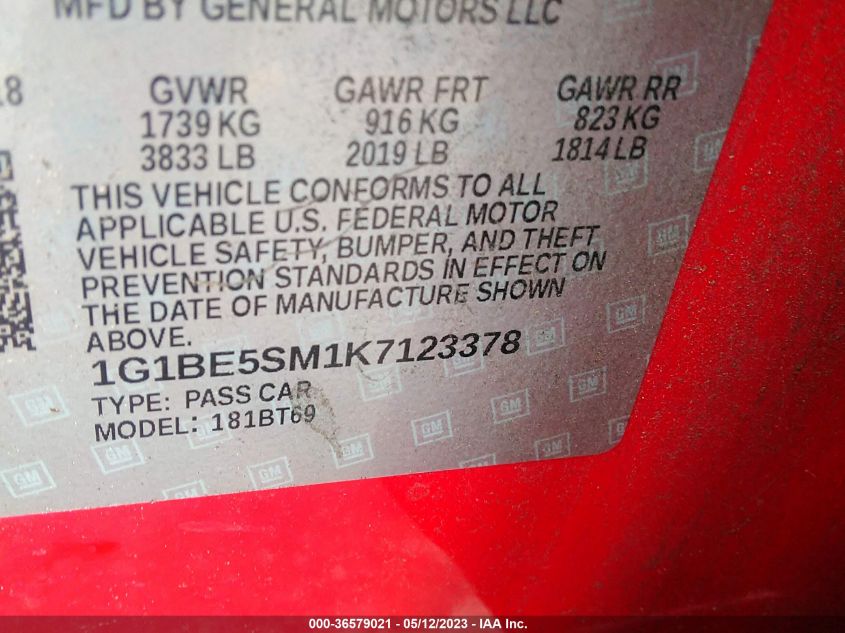 MFD BY GENERAL MOTORS LLC
18 GVWR GAWR FRT GAWR RR
1739 KG 916 KG 823 KG
3833 LB 2019 LB 1814 LB
THIS VEHICLE CONFORMS TO ALL
APPLICABLE U.S. FEDERAL MOTOR
VEHICLE SAFETY, BUMPER, AND THEFT
PREVENTION STANDARDS IN EFFECT ON
THE DATE OF MANUFACTURE SHOWN
ABOVE.
1G1BE5SM1K7123378
TYPE: PASS CAR
MODEL: 181BT69
000-36579021 - 05/12/2023 - IAA Inc.